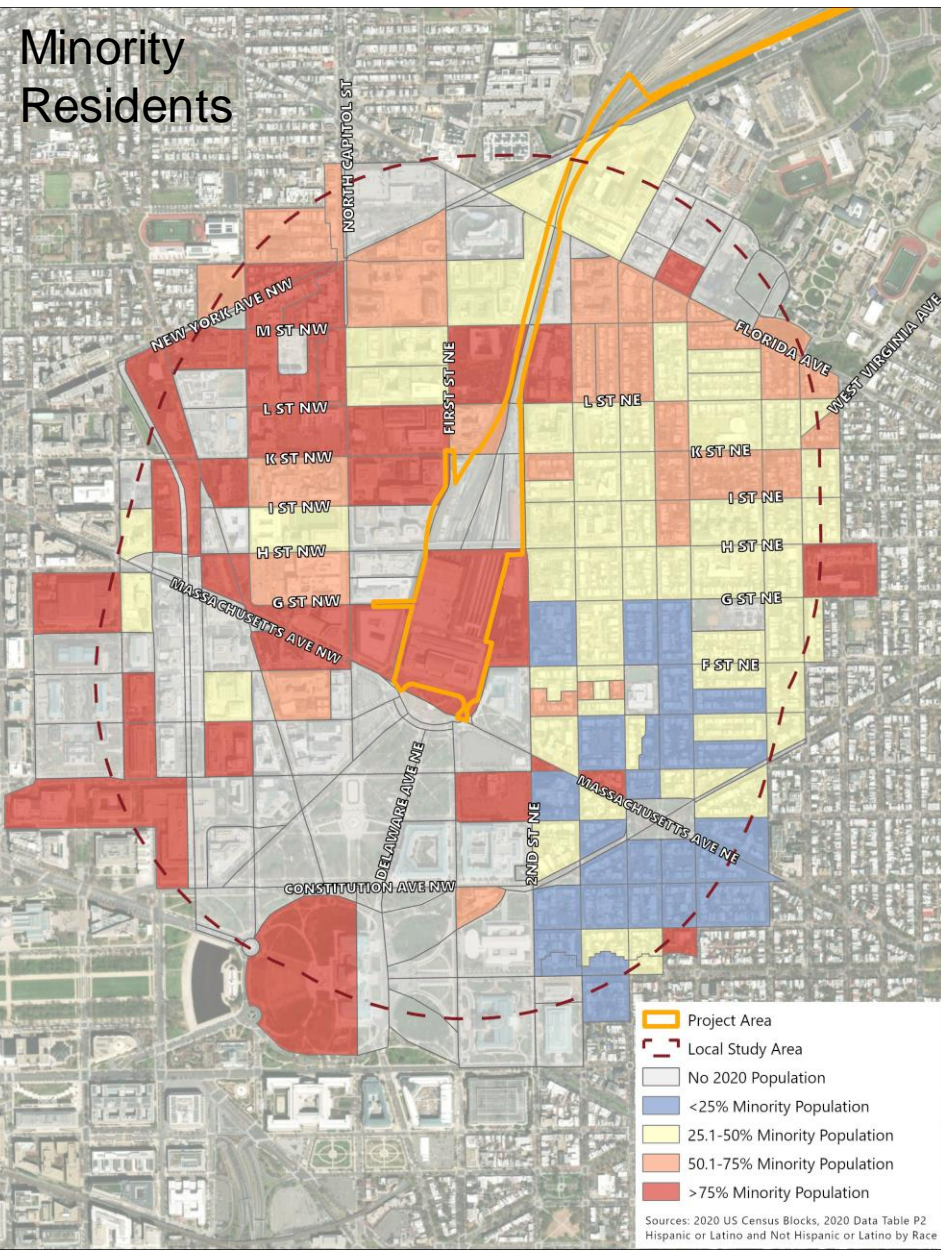 Minority
Residents
NORTH CAPITOL ST
NEW YORK AVE NW
M ST NW
FIRST ST NE
FLORIDA AVE
WEST VIRGINIA AVE
L ST NW
L ST NE
K ST NW
K ST NE
I ST NW
I ST NE
H ST NW
H ST NE
MASSACHUSETTS AVE NW
G ST NW
G ST NE
F ST NE
DELAWARE AVE NE
2ND ST NE
MASSACHUSETTS AVE NE
CONSTITUTION AVE NW
Project Area
Local Study Area
No 2020 Population
<25% Minority Population
25.1-50% Minority Population
50.1-75% Minority Population
>75% Minority Population
Sources: 2020 US Census Blocks, 2020 Data Table P2
Hispanic or Latino and Not Hispanic or Latino by Race